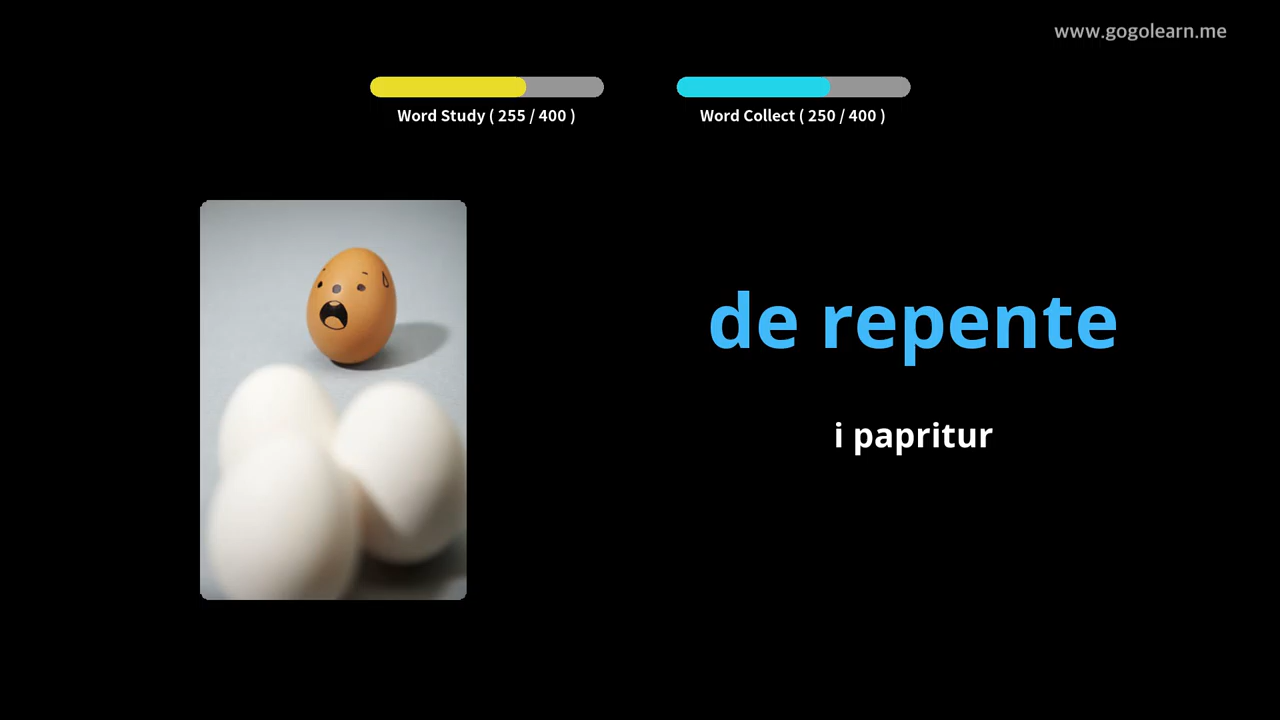 www.gogolearn.me
Word Study ( 255 / 400 )
Word Collect ( 250 / 400 )
de repente
i papritur